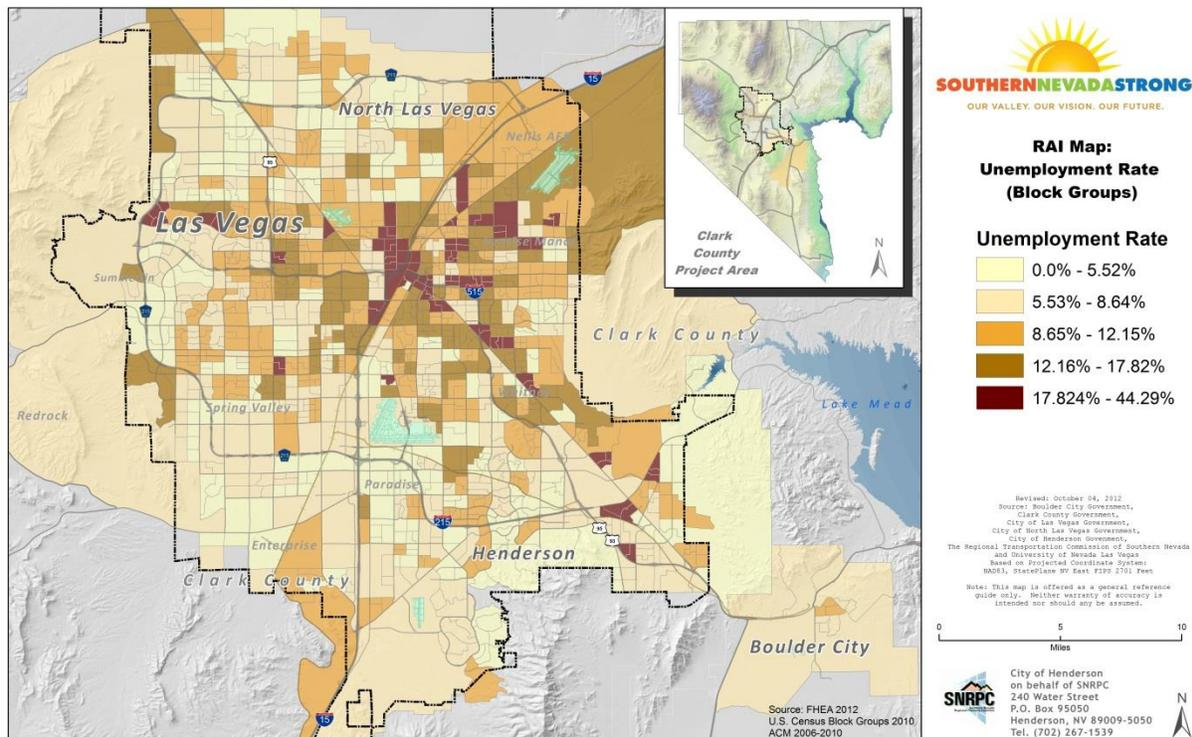 15
215
North Las Vegas
Nellis AFB
95
Las Vegas
Summerlin
515
Clark County
Redrock
Spring Valley
Whitney
Lake Mead
Paradise
215
95
93
Enterprise
Henderson
Clark County
Boulder City
15
Source: FHEA 2012
U.S. Census Block Groups 2010
ACM 2006-2010
Clark
County
Project Area
N
SOUTHERNNEVADASTRONG
OUR VALLEY. OUR VISION. OUR FUTURE.
RAI Map:
Unemployment Rate
(Block Groups)
Unemployment Rate
0.0% - 5.52%
5.53% - 8.64%
8.65% - 12.15%
12.16% - 17.82%
17.824% - 44.29%
Revised: October 04, 2012
Source: Boulder City Government,
Clark County Government,
City of Las Vegas Government,
City of North Las Vegas Government,
City of Henderson Govenment,
The Regional Transportation Commission of Southern Nevada
and University of Nevada Las Vegas
Based on Projected Coordinate System:
NAD83, StatePlane NV East FIPS 2701 Feet
Note: This map is offered as a general reference
guide only. Neither warranty of accuracy is
intended nor should any be assumed.
0 5 10
Miles
SNRPC
City of Henderson
on behalf of SNRPC
240 Water Street
P.O. Box 95050
Henderson, NV 89009-5050
Tel. (702) 267-1539
N